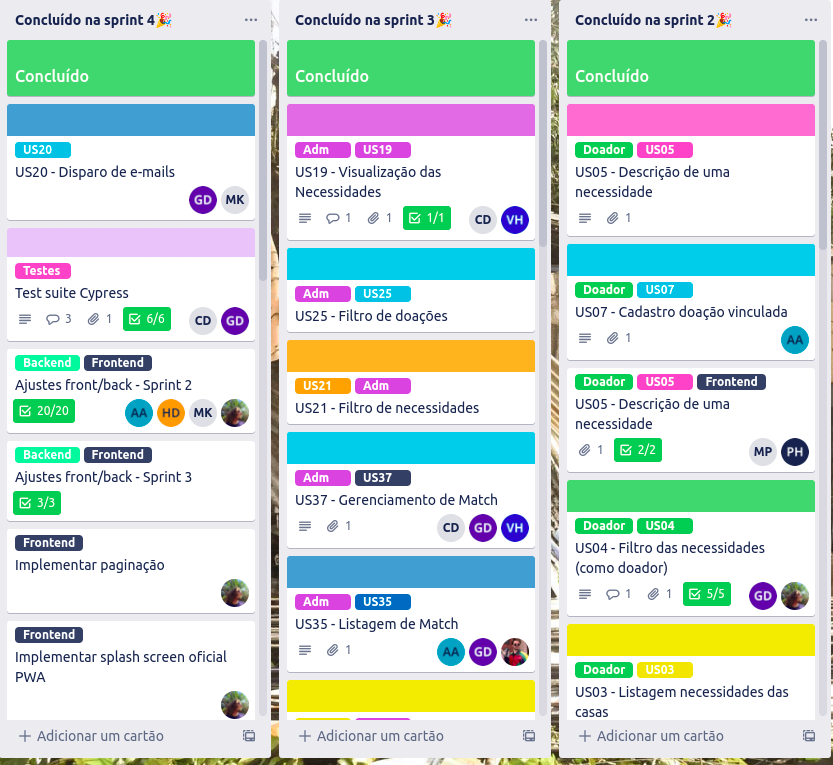 Concluído na sprint 4🎉
Concluído
US20
US20 - Disparo de e-mails
GD MK
Testes
Test suite Cypress
3 1 6/6 CD GD
Backend Frontend
Ajustes front/back - Sprint 2
20/20 AA HD MK
Backend Frontend
Ajustes front/back - Sprint 3
3/3
Frontend
Implementar paginação
Frontend
Implementar splash screen oficial
PWA
Adicionar um cartão
Concluído na sprint 3🎉
Concluído
Adm US19
US19 - Visualização das
Necessidades
1 1 1/1 CD VH
Adm US25
US25 - Filtro de doações
US21 Adm
US21 - Filtro de necessidades
Adm US37
US37 - Gerenciamento de Match
1 CD GD VH
Adm US35
US35 - Listagem de Match
1 AA GD
Adicionar um cartão
Concluído na sprint 2🎉
Concluído
Doador US05
US05 - Descrição de uma
necessidade
1
Doador US07
US07 - Cadastro doação vinculada
1 AA
Doador US05 Frontend
US05 - Descrição de uma
necessidade
1 2/2 MP PH
Doador US04
US04 - Filtro das necessidades
(como doador)
1 1 5/5 GD
Doador US03
US03 - Listagem necessidades das
casas
Adicionar um cartão